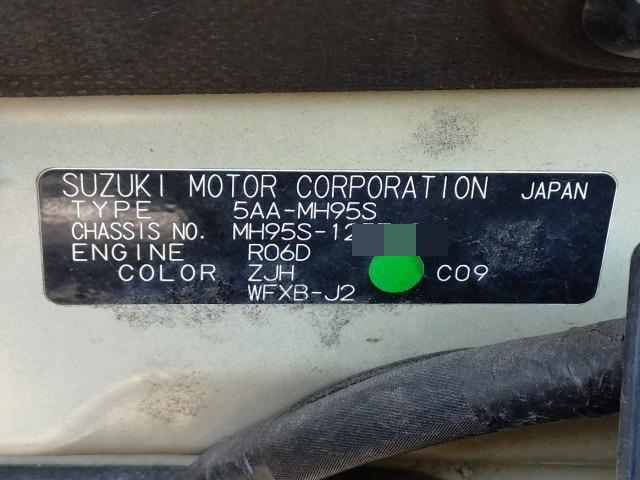 SUZUKI MOTOR CORPORATION JAPAN
TYPE 5AA-MH95S
CHASSIS NO. MH95S-12
ENGINE R06D
COLOR ZJH C09
WFXB-J2